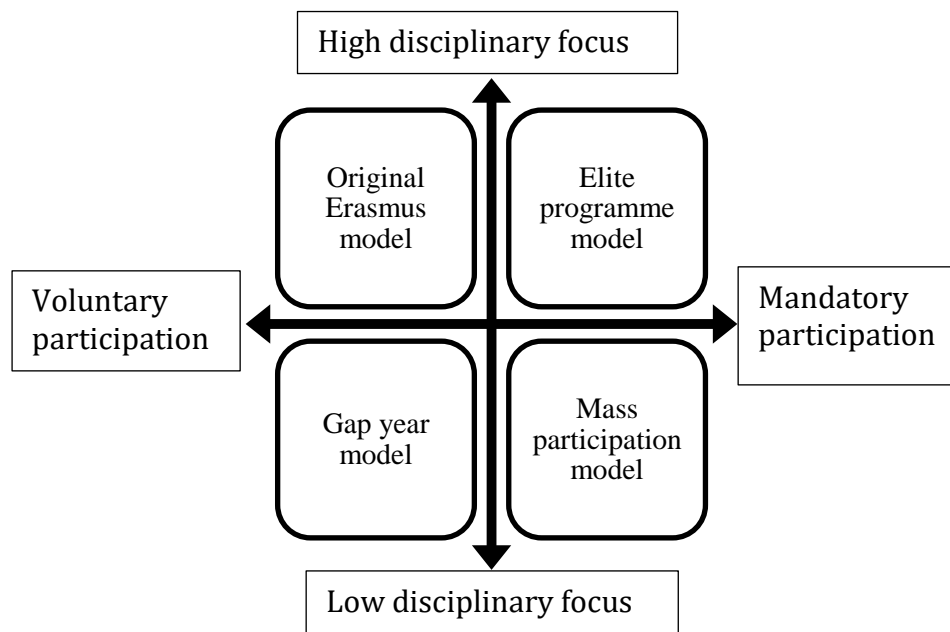 High disciplinary focus
Original
Erasmus
model
Elite
programme
model
Voluntary
participation
Mandatory
participation
Gap year
model
Mass
participation
model
Low disciplinary focus